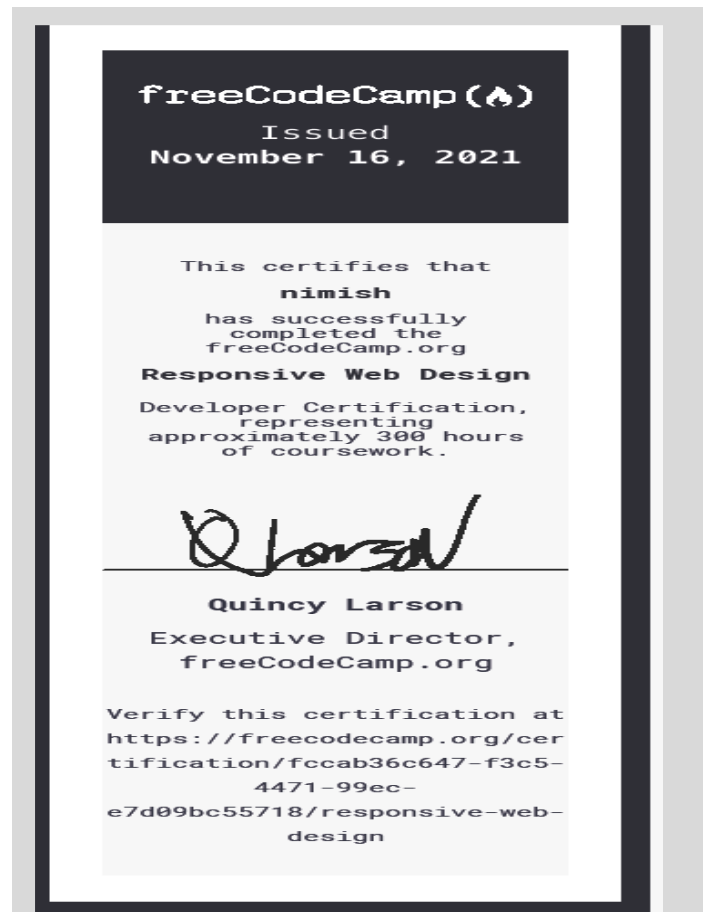 freeCodeCamp(🔥)
Issued
November 16, 2021
This certifies that
nimish
has successfully
completed the
freeCodeCamp.org
Responsive Web Design
Developer Certification,
representing
approximately 300 hours
of coursework.
Q Larson
Quincy Larson
Executive Director,
freeCodeCamp.org
Verify this certification at
https://freecodecamp.org/cer
tification/fccab36c647-f3c5-
4471-99ec-
e7d09bc55718/responsive-web-
design